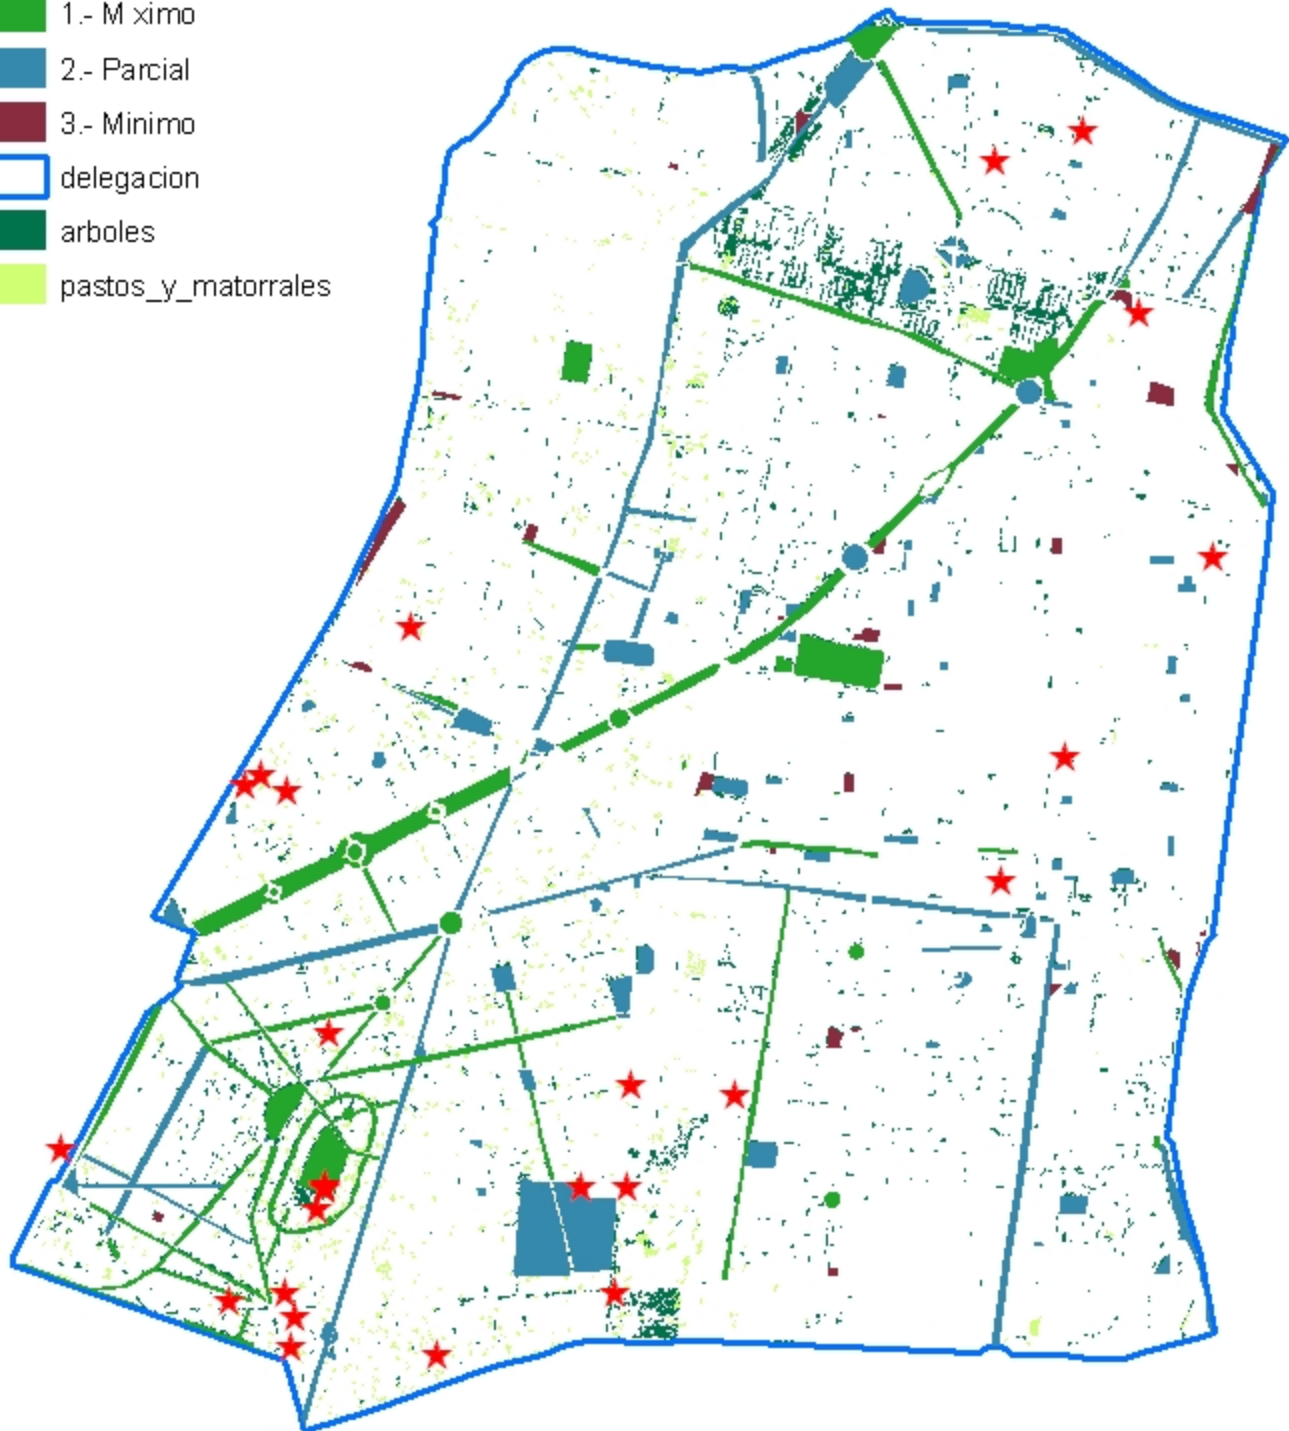 1.- M ximo
2.- Parcial
3.- Minimo
delegacion
arboles
pastos_y_matorrales